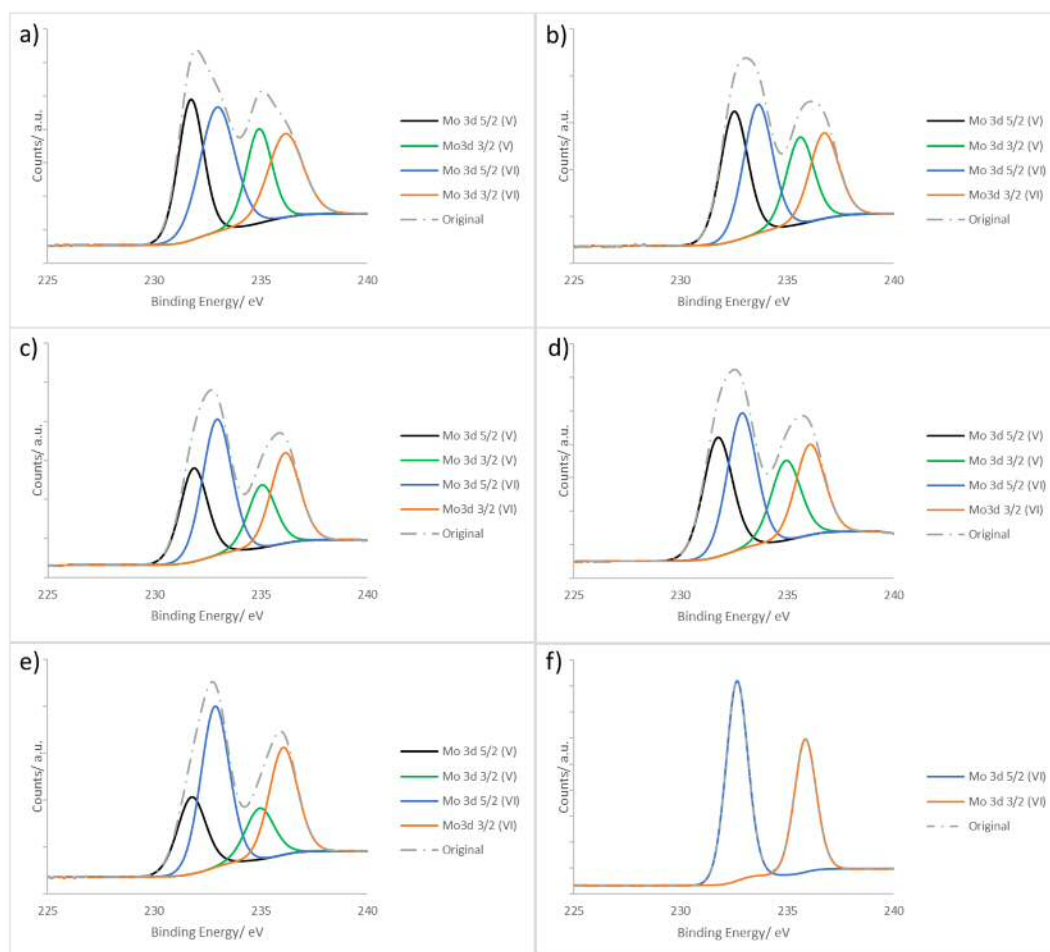 a)
Counts/ a.u.
Mo 3d 5/2 (V)
Mo3d 3/2 (V)
Mo 3d 5/2 (VI)
Mo 3d 3/2 (VI)
Original
225 230 235 240
Binding Energy/ eV
b)
Counts/ a.u.
Mo 3d 5/2 (V)
Mo 3d 3/2 (V)
Mo 3d 5/2 (VI)
Mo3d 3/2 (VI)
Original
225 230 235 240
Binding Energy/ eV
c)
Counts/ a.u.
Mo 3d 5/2 (V)
Mo 3d 3/2 (V)
Mo 3d 5/2 (VI)
Mo3d 3/2 (VI)
Original
225 230 235 240
Binding Energy/ eV
d)
Counts/ a.u.
Mo 3d 5/2 (V)
Mo 3d 3/2 (V)
Mo 3d 5/2 (VI)
Mo3d 3/2 (VI)
Original
225 230 235 240
Binding Energy/ eV
e)
Counts/ a.u.
Mo 3d 5/2 (V)
Mo 3d 3/2 (V)
Mo 3d 5/2 (VI)
Mo3d 3/2 (VI)
Original
225 230 235 240
Binding Energy/ eV
f)
Counts/ a.u.
Mo 3d 5/2 (VI)
Mo 3d 3/2 (VI)
Original
225 230 235 240
Binding Energy/ eV